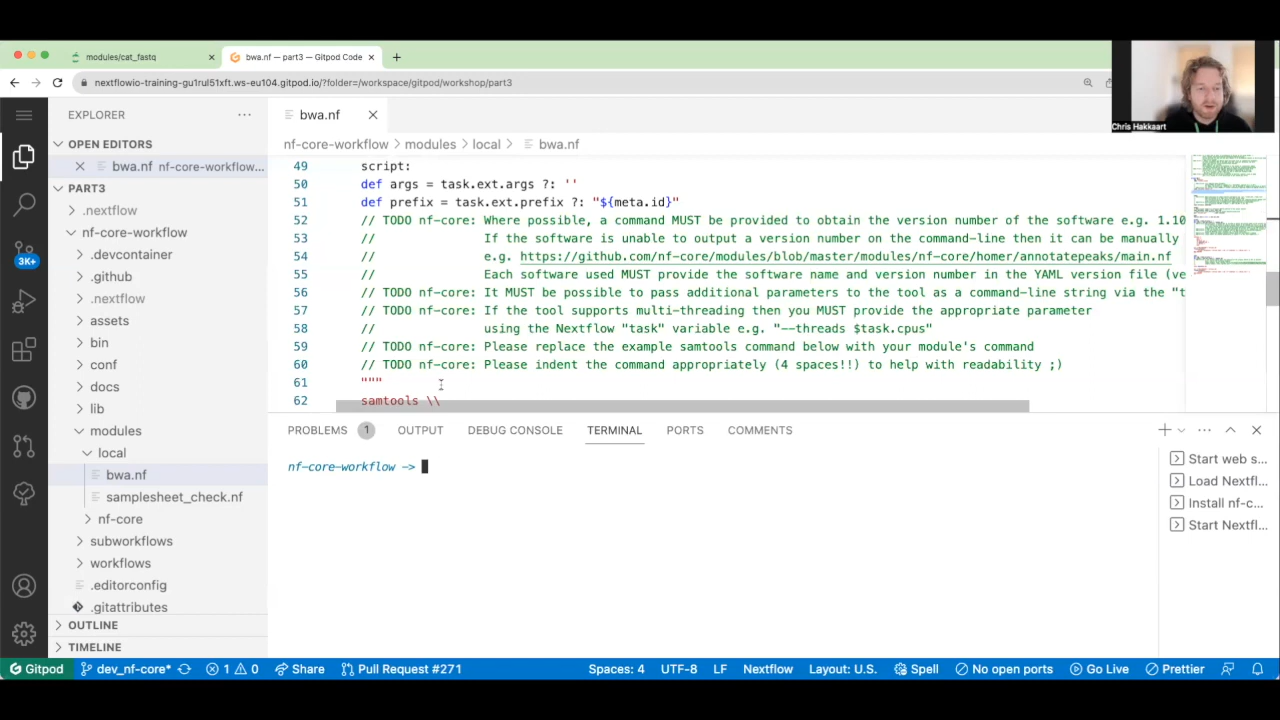 modules/cat_fastq
bwa.nf — part3 — Gitpod Code
nextflowio-training-gu1rul51xft.ws-eu104.gitpod.io/?folder=/workspace/gitpod/workshop/part3
Chris Hakkaart
EXPLORER
OPEN EDITORS
bwa.nf nf-core-workflow...
PART3
.nextflow
nf-core-workflow
.devcontainer
.github
.nextflow
assets
bin
conf
docs
lib
modules
local
bwa.nf
samplesheet_check.nf
nf-core
subworkflows
workflows
.editorconfig
.gitattributes
OUTLINE
TIMELINE
3K+
bwa.nf
nf-core-workflow > modules > local > bwa.nf
49 script:
50 def args = task.ext.args ?: ''
51 def prefix = task.ext.prefix ?: "${meta.id}"
52 // TODO nf-core: Where possible, a command MUST be provided to obtain the version number of the software e.g. 1.10
53 // If the software is unable to output a version number on the command-line then it can be manually
54 // e.g. https://github.com/nf-core/modules/blob/master/modules/nf-core/homer/annotatepeaks/main.nf
55 // Each software used MUST provide the software name and version number in the YAML version file (ve
56 // TODO nf-core: It MUST be possible to pass additional parameters to the tool as a command-line string via the "t
57 // TODO nf-core: If the tool supports multi-threading then you MUST provide the appropriate parameter
58 // using the Nextflow "task" variable e.g. "--threads $task.cpus"
59 // TODO nf-core: Please replace the example samtools command below with your module's command
60 // TODO nf-core: Please indent the command appropriately (4 spaces!!) to help with readability ;)
61 """
62 samtools \\
PROBLEMS 1 OUTPUT DEBUG CONSOLE TERMINAL PORTS COMMENTS
nf-core-workflow ->
Start web s...
Load Nextfl...
Install nf-c...
Start Nextfl...
Gitpod dev_nf-core* 1 0 Share Pull Request #271 Spaces: 4 UTF-8 LF Nextflow Layout: U.S. Spell No open ports Go Live Prettier